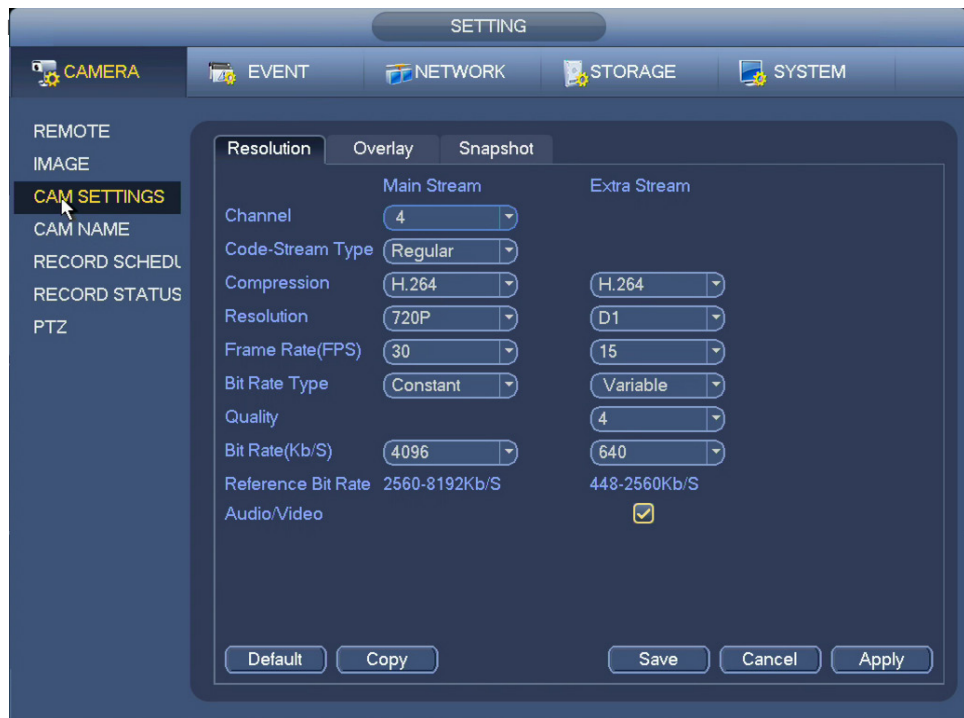 SETTING
CAMERA EVENT NETWORK STORAGE SYSTEM
REMOTE
IMAGE
CAM SETTINGS
CAM NAME
RECORD SCHEDU
RECORD STATUS
PTZ
Resolution Overlay Snapshot
Main Stream Extra Stream
Channel 4
Code-Stream Type Regular
Compression H.264 H.264
Resolution 720P D1
Frame Rate(FPS) 30 15
Bit Rate Type Constant Variable
Quality 4
Bit Rate(Kb/S) 4096 640
Reference Bit Rate 2560-8192Kb/S 448-2560Kb/S
Audio/Video
Default Copy Save Cancel Apply